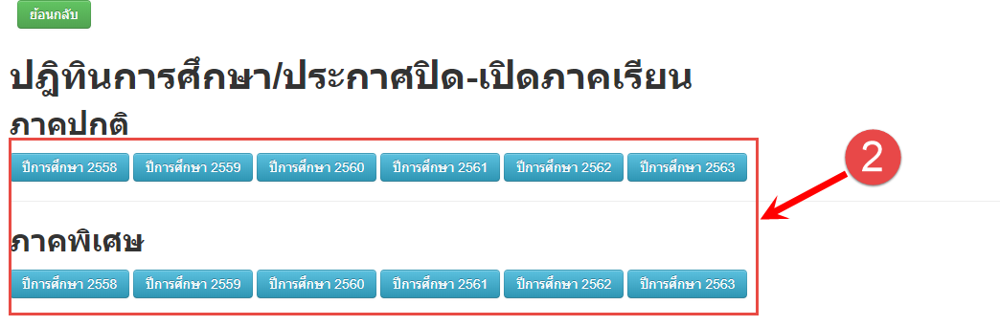 ย้อนกลับ
ปฎิทินการศึกษา/ประกาศปิด-เปิดภาคเรียน
ภาคปกติ
ปีการศึกษา 2558 ปีการศึกษา 2559 ปีการศึกษา 2560 ปีการศึกษา 2561 ปีการศึกษา 2562 ปีการศึกษา 2563
2
ภาคพิเศษ
ปีการศึกษา 2558 ปีการศึกษา 2559 ปีการศึกษา 2560 ปีการศึกษา 2561 ปีการศึกษา 2562 ปีการศึกษา 2563